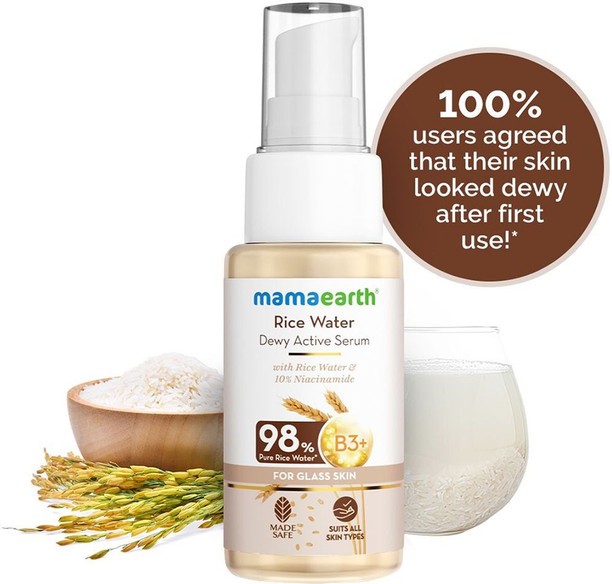 100%
users agreed
that their skin
looked dewy
after first
use!*
mamaearth®
Rice Water
Dewy Active Serum
with Rice Water &
10% Niacinamide
98%
Pure Rice Water*
B3+
FOR GLASS SKIN
MADE
SAFE
SUITS ALL
SKIN TYPES